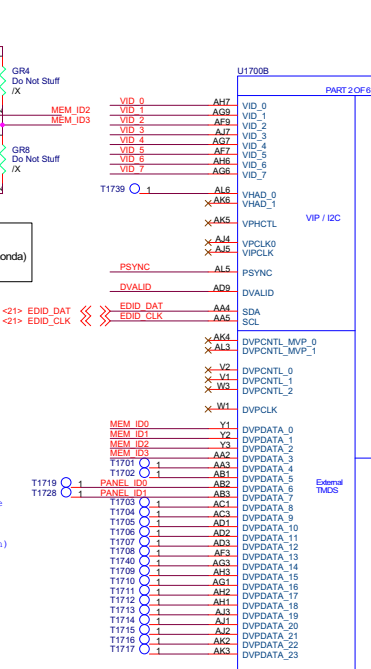 GR4
Do Not Stuff
/X
MEM_ID2
MEM_ID3
GR8
Do Not Stuff
/X
onda)
<21> EDID_DAT
<21> EDID_CLK
U1700B
PART 2 OF 6
VID_0 AH7 VID_0
VID_1 AG9 VID_1
VID_2 AF9 VID_2
VID_3 AJ7 VID_3
VID_4 AG7 VID_4
VID_5 AF7 VID_5
VID_6 AH6 VID_6
VID_7 AG6 VID_7
T1739 1 AL6 VHAD_0
AK6 VHAD_1
VIP / I2C
AK5 VPHCTL
AJ4 VPCLK0
AJ5 VIPCLK
PSYNC AL5 PSYNC
DVALID AD9 DVALID
EDID_DAT AA4 SDA
EDID_CLK AA5 SCL
AK4 DVPCNTL_MVP_0
AL3 DVPCNTL_MVP_1
V2 DVPCNTL_0
V1 DVPCNTL_1
W3 DVPCNTL_2
W1 DVPCLK
MEM_ID0 Y1 DVPDATA_0
MEM_ID1 Y2 DVPDATA_1
MEM_ID2 Y3 DVPDATA_2
MEM_ID3 AA2 DVPDATA_3
T1701 1 AA3 DVPDATA_4
T1702 1 AB1 DVPDATA_5
T1719 1 PANEL_ID0 AB2 DVPDATA_6
T1728 1 PANEL_ID1 AB3 DVPDATA_7
External
TMDS
T1703 1 AC1 DVPDATA_8
T1704 1 AC3 DVPDATA_9
T1705 1 AD1 DVPDATA_10
T1706 1 AD2 DVPDATA_11
T1707 1 AD3 DVPDATA_12
T1708 1 AF3 DVPDATA_13
T1740 1 AG3 DVPDATA_14
T1709 1 AH3 DVPDATA_15
T1710 1 AG1 DVPDATA_16
T1711 1 AH2 DVPDATA_17
T1712 1 AH1 DVPDATA_18
T1713 1 AJ3 DVPDATA_19
T1714 1 AJ1 DVPDATA_20
T1715 1 AJ2 DVPDATA_21
T1716 1 AK2 DVPDATA_22
T1717 1 AK3 DVPDATA_23